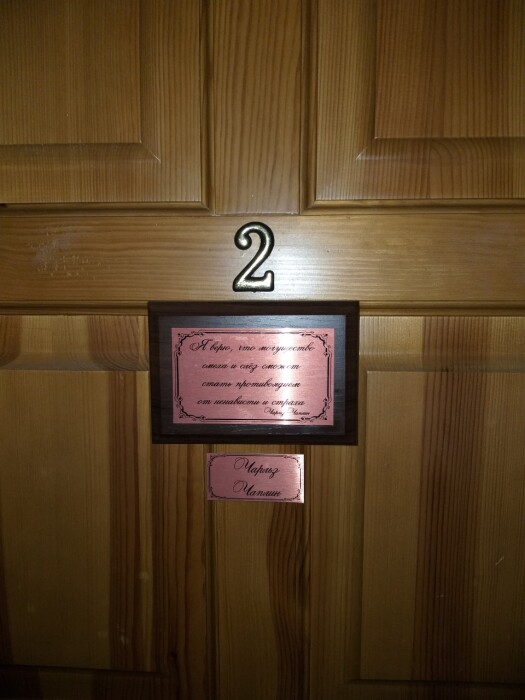 2
Я верю, что могущество
смеха и слёз сможет
стать противоядием
от ненависти и страха
Чарльз Чаплин
Чарльз
Чаплин